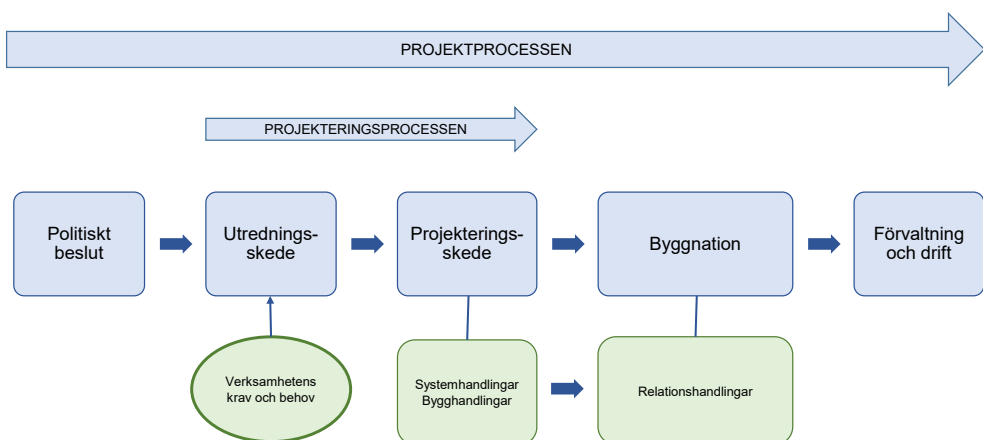 PROJEKTPROCESSEN
PROJEKTERINGSPROCESSEN
Politiskt
beslut
Utrednings-
skede
Projekterings-
skede
Byggnation
Förvaltning
och drift
Verksamhetens
krav och behov
Systemhandlingar
Bygghandlingar
Relationshandlingar